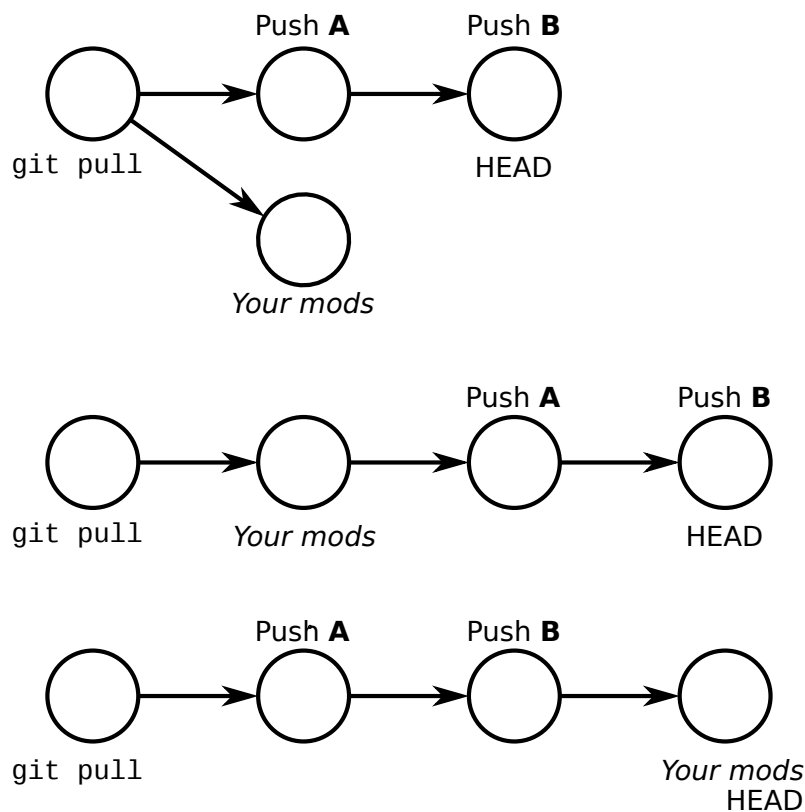 Push A Push B
git pull HEAD
Your mods
Push A Push B
git pull Your mods HEAD
Push A Push B
git pull Your mods
HEAD